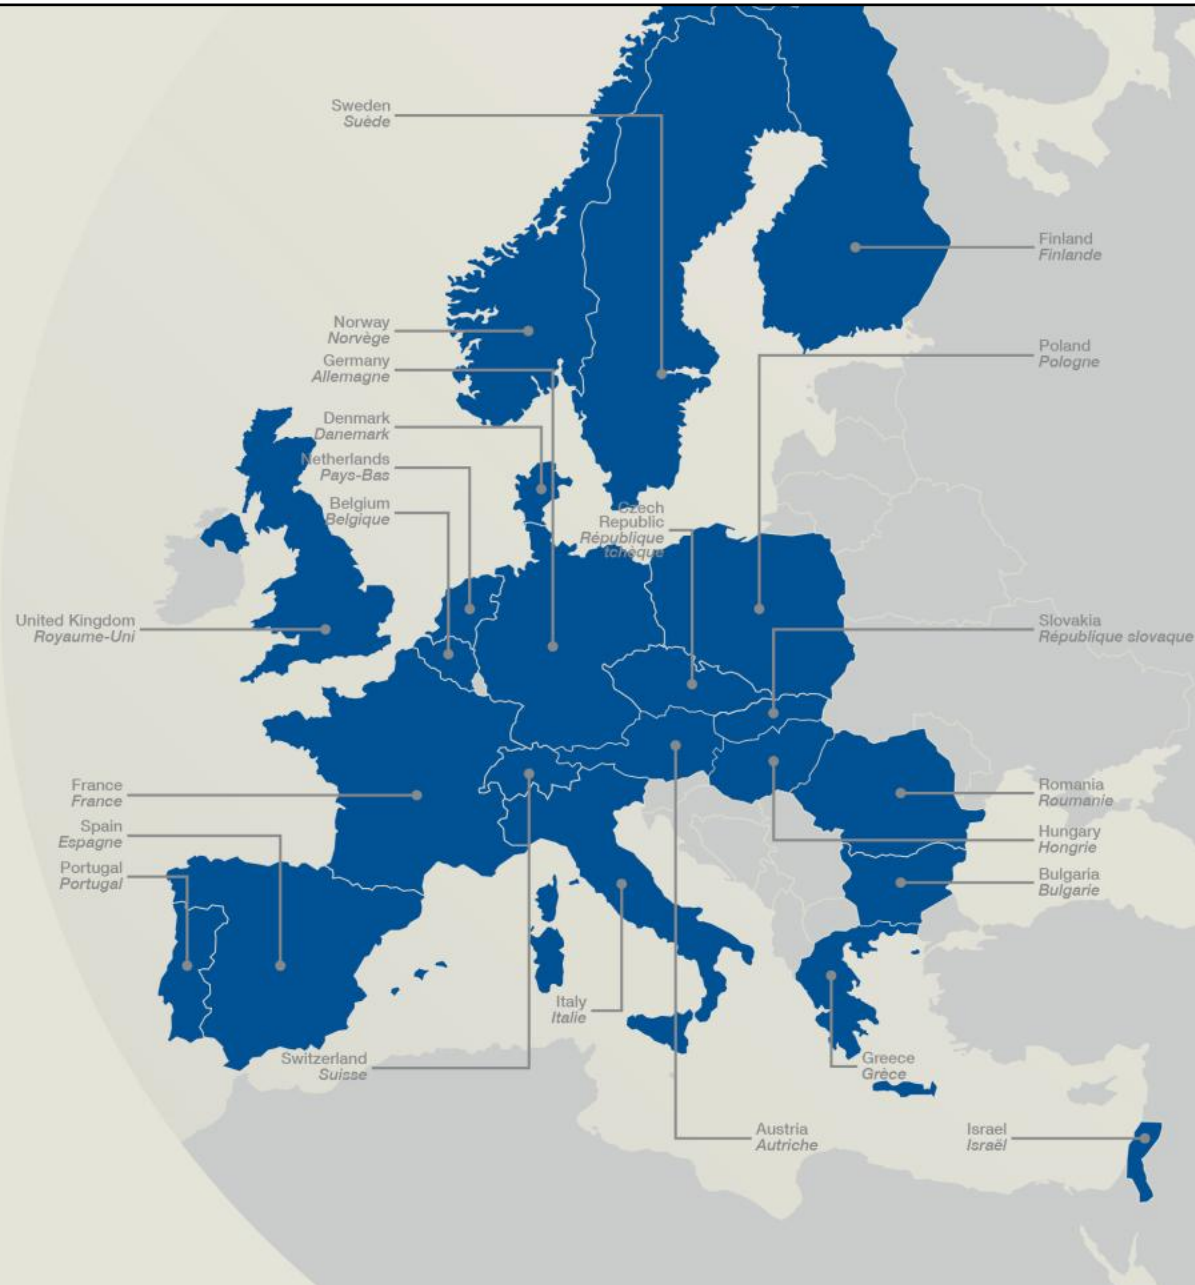 Sweden
Suède
Finland
Finlande
Norway
Norvège
Poland
Pologne
Germany
Allemagne
Denmark
Danemark
Netherlands
Pays-Bas
Belgium
Belgique
Czech
Republic
République
tchèque
United Kingdom
Royaume-Uni
Slovakia
République slovaque
France
France
Romania
Roumanie
Spain
Espagne
Hungary
Hongrie
Portugal
Portugal
Bulgaria
Bulgarie
Italy
Italie
Switzerland
Suisse
Greece
Grèce
Austria
Autriche
Israel
Israël